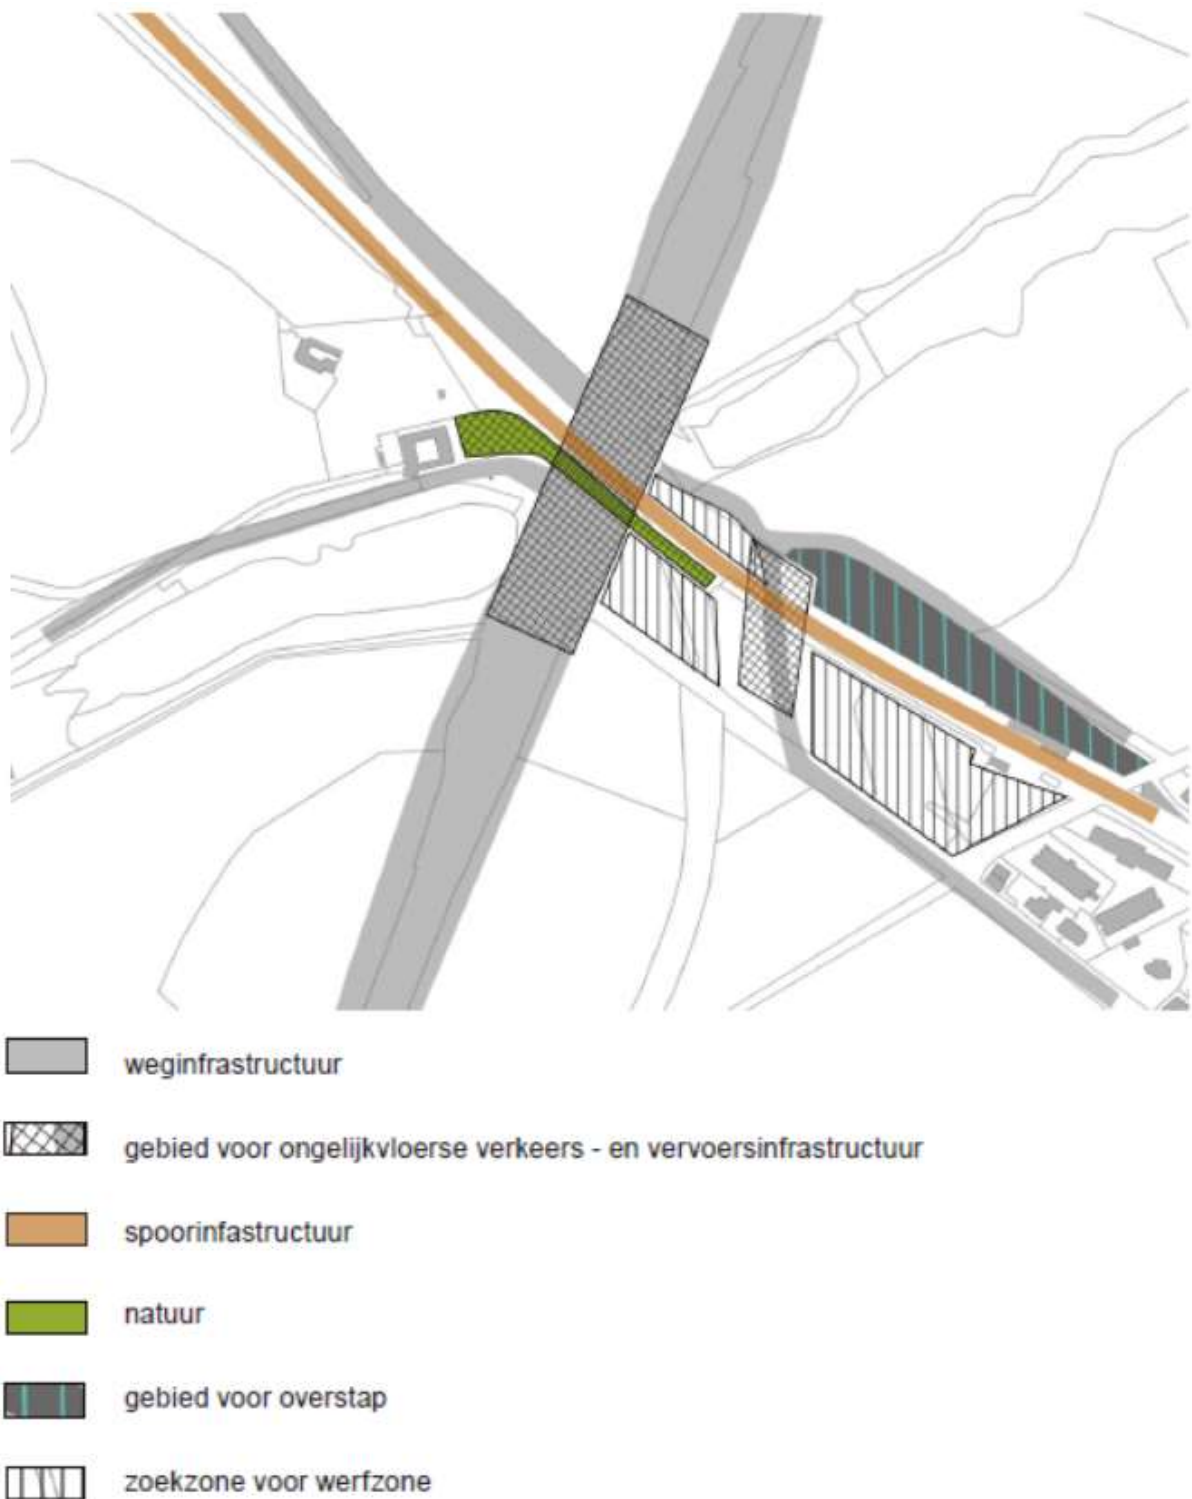 weginfrastructuur
gebied voor ongelijkvloerse verkeers - en vervoersinfrastructuur
spoorinfastructuur
natuur
gebied voor overstap
zoekzone voor werfzone